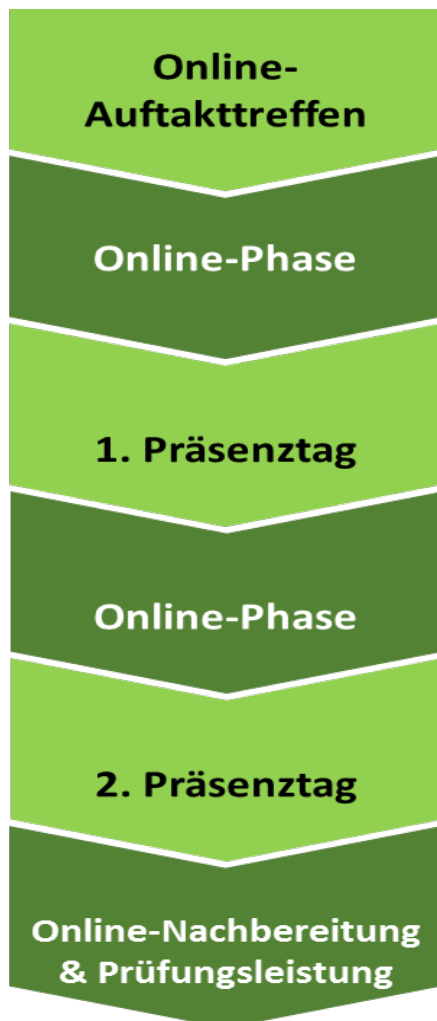 Online-
Auftakttreffen
Online-Phase
1. Präsenztag
Online-Phase
2. Präsenztag
Online-Nachbereitung
& Prüfungsleistung